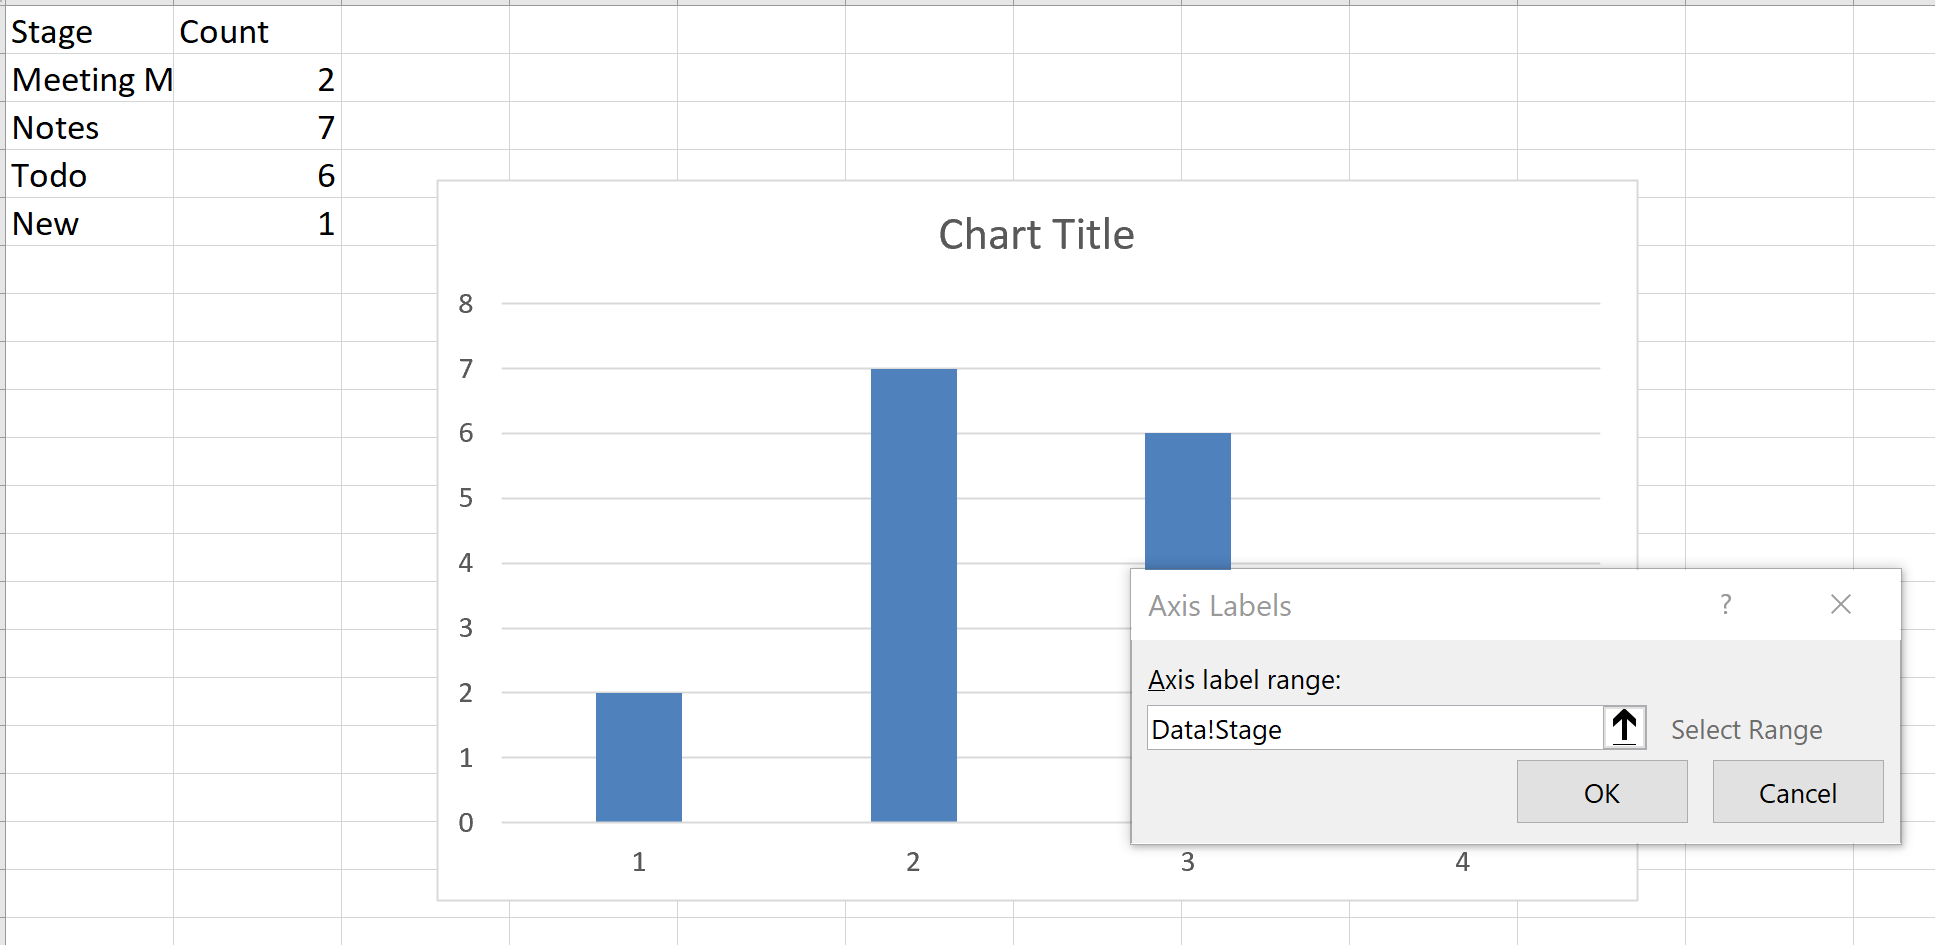 Stage Count
Meeting M 2
Notes 7
Todo 6
New 1
Chart Title
8
7
6
5
4
3
2
1
0
1 2 3 4
Axis Labels ? ×
Axis label range:
Data!Stage Select Range
OK Cancel